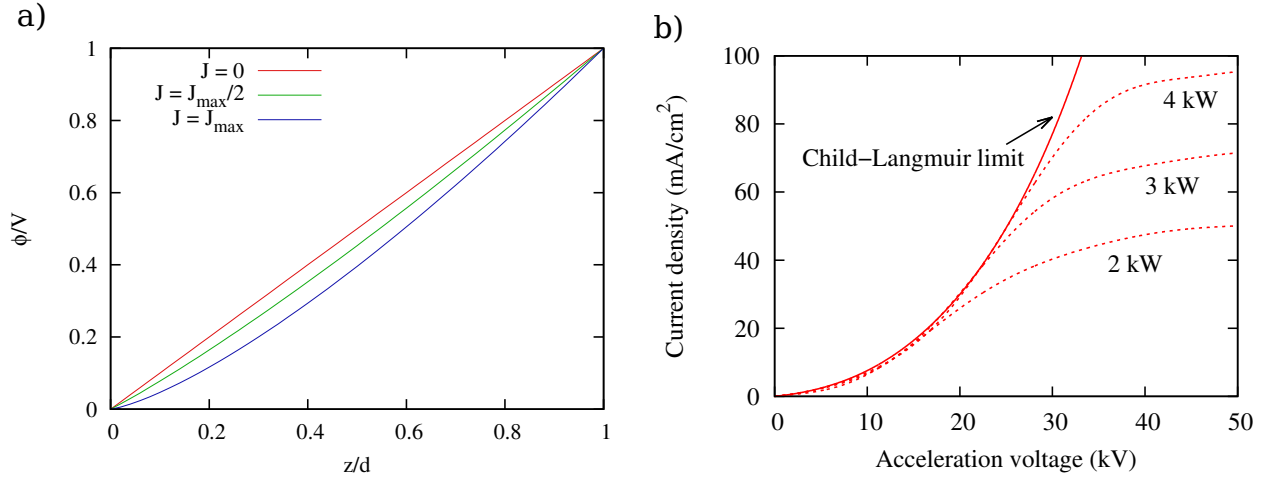 a)
1
0.8
0.6
0.4
0.2
0
0
0.2
0.4
0.6
0.8
1
ϕ/V
z/d
J = 0
J = J_max/2
J = J_max
b)
100
80
60
40
20
0
0
10
20
30
40
50
Current density (mA/cm²)
Acceleration voltage (kV)
Child–Langmuir limit
4 kW
3 kW
2 kW